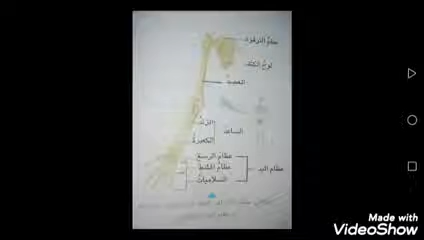 عظم الترقوة
لوح الكتف
العضد
الزند
الساعد
الكعبرة
عظام الرسغ
عظام المشط
عظام اليد
السلاميات
Made with
VideoShow